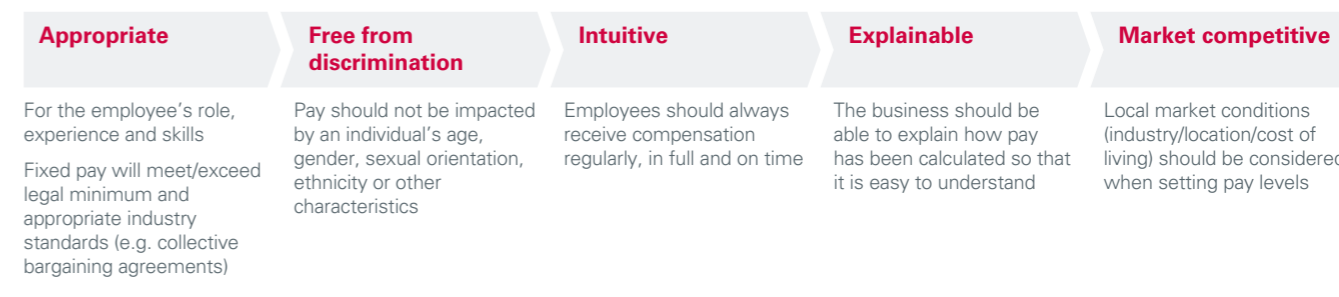 Appropriate
For the employee's role,
experience and skills
Fixed pay will meet/exceed
legal minimum and
appropriate industry
standards (e.g. collective
bargaining agreements)
Free from
discrimination
Pay should not be impacted
by an individual's age,
gender, sexual orientation,
ethnicity or other
characteristics
Intuitive
Employees should always
receive compensation
regularly, in full and on time
Explainable
The business should be
able to explain how pay
has been calculated so that
it is easy to understand
Market competitive
Local market conditions
(industry/location/cost of
living) should be considered
when setting pay levels